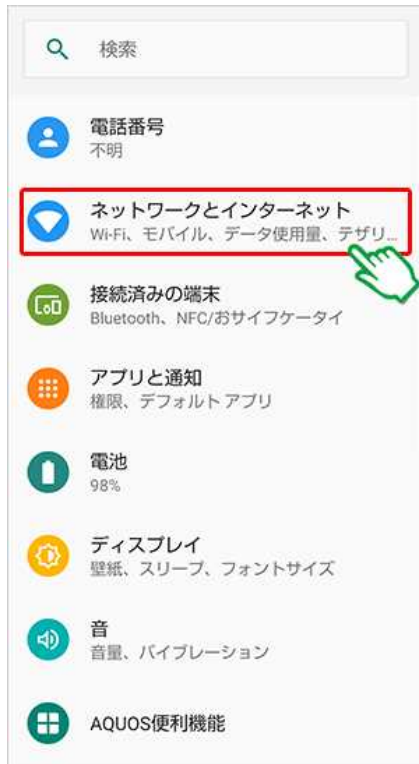 検索
電話番号
不明
ネットワークとインターネット
Wi-Fi、モバイル、データ使用量、テザリ...
接続済みの端末
Bluetooth、NFC/おサイフケータイ
アプリと通知
権限、デフォルト アプリ
電池
98%
ディスプレイ
壁紙、スリープ、フォントサイズ
音
音量、バイブレーション
AQUOS便利機能